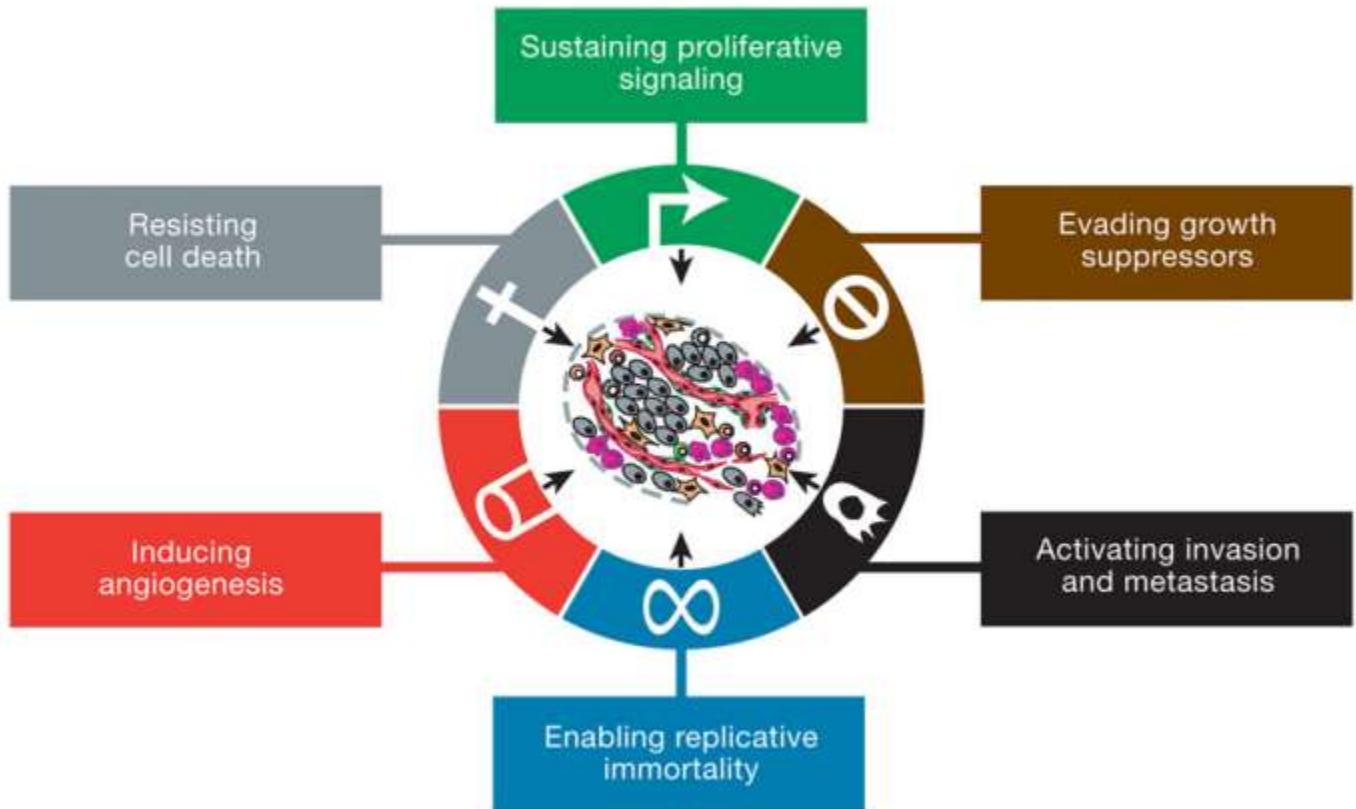 Sustaining proliferative
signaling
Resisting
cell death
Evading growth
suppressors
Inducing
angiogenesis
Activating invasion
and metastasis
Enabling replicative
immortality